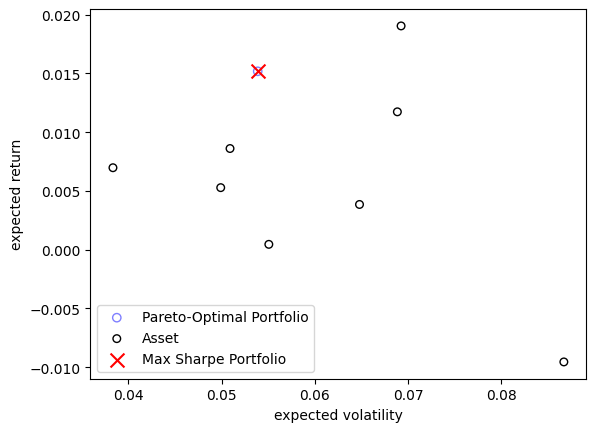 0.020
0.015
0.010
0.005
0.000
−0.005
−0.010
expected return
Pareto-Optimal Portfolio
Asset
Max Sharpe Portfolio
0.04 0.05 0.06 0.07 0.08
expected volatility